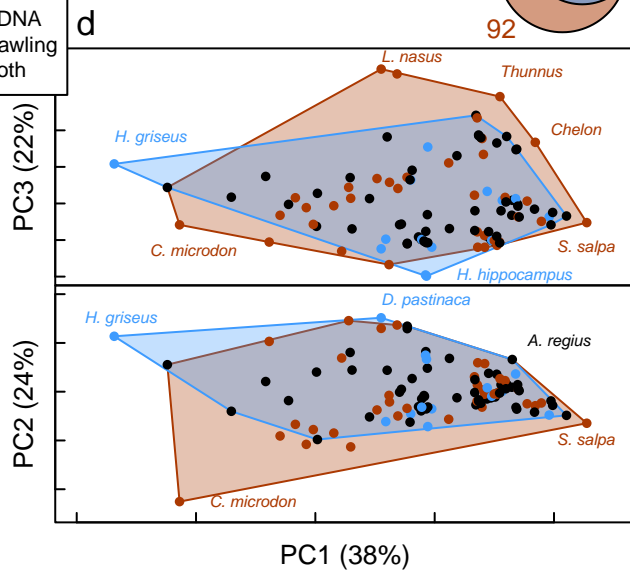 DNA
awling
oth
d
92
L. nasus
Thunnus
H. griseus
Chelon
PC3 (22%)
C. microdon
S. salpa
H. hippocampus
D. pastinaca
H. griseus
A. regius
PC2 (24%)
S. salpa
C. microdon
PC1 (38%)